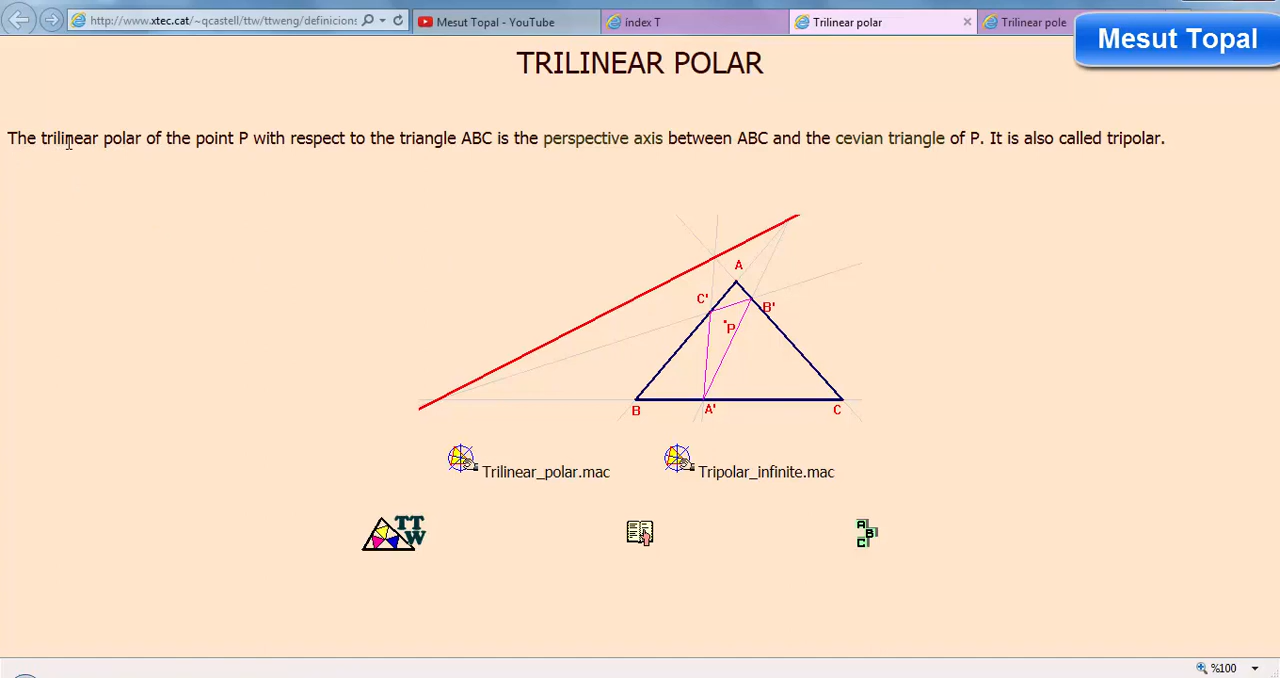 http://www.xtec.cat/~qcastell/ttw/ttweng/definicions
Mesut Topal - YouTube
index T
Trilinear polar
Trilinear pole
Mesut Topal
TRILINEAR POLAR
The trilinear polar of the point P with respect to the triangle ABC is the perspective axis between ABC and the cevian triangle of P. It is also called tripolar.
A
C'
B'
P
B
A'
C
Trilinear_polar.mac
Tripolar_infinite.mac
TT
W
A
B
C
%100